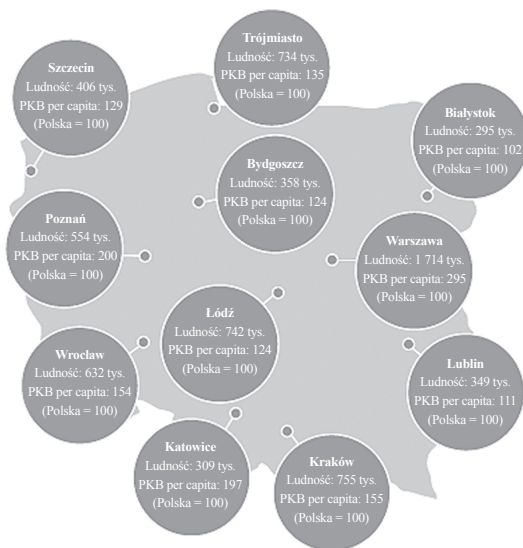 Trójmiasto
Ludność: 734 tys.
PKB per capita: 135
(Polska = 100)
Szczecin
Ludność: 406 tys.
PKB per capita: 129
(Polska = 100)
Białystok
Ludność: 295 tys.
PKB per capita: 102
(Polska = 100)
Bydgoszcz
Ludność: 358 tys.
PKB per capita: 124
(Polska = 100)
Poznań
Ludność: 554 tys.
PKB per capita: 200
(Polska = 100)
Warszawa
Ludność: 1 714 tys.
PKB per capita: 295
(Polska = 100)
Łódź
Ludność: 742 tys.
PKB per capita: 124
(Polska = 100)
Wrocław
Ludność: 632 tys.
PKB per capita: 154
(Polska = 100)
Lublin
Ludność: 349 tys.
PKB per capita: 111
(Polska = 100)
Katowice
Ludność: 309 tys.
PKB per capita: 197
(Polska = 100)
Kraków
Ludność: 755 tys.
PKB per capita: 155
(Polska = 100)